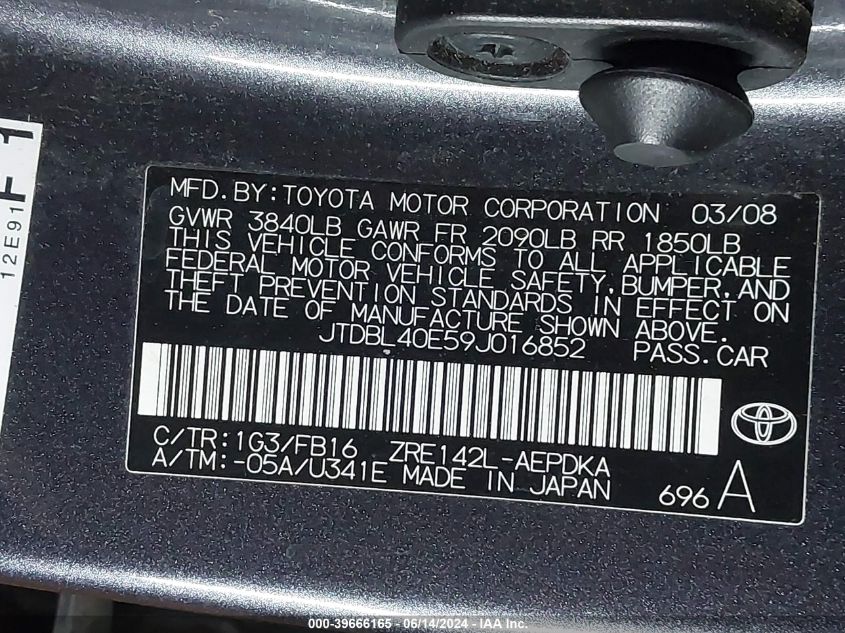 MFD.BY:TOYOTA MOTOR CORPORATION 03/08
GVWR 3840LB GAWR FR 2090LB RR 1850LB
THIS VEHICLE CONFORMS TO ALL APPLICABLE
FEDERAL MOTOR VEHICLE SAFETY,BUMPER,AND
THEFT PREVENTION STANDARDS IN EFFECT ON
THE DATE OF MANUFACTURE SHOWN ABOVE.
JTDBL40E59J016852 PASS.CAR
C/TR:1G3/FB16 ZRE142L-AEPDKA
A/TM:-05A/U341E MADE IN JAPAN
696 A
12E91
F 1
000-39666165 - 06/14/2024 - IAA Inc.